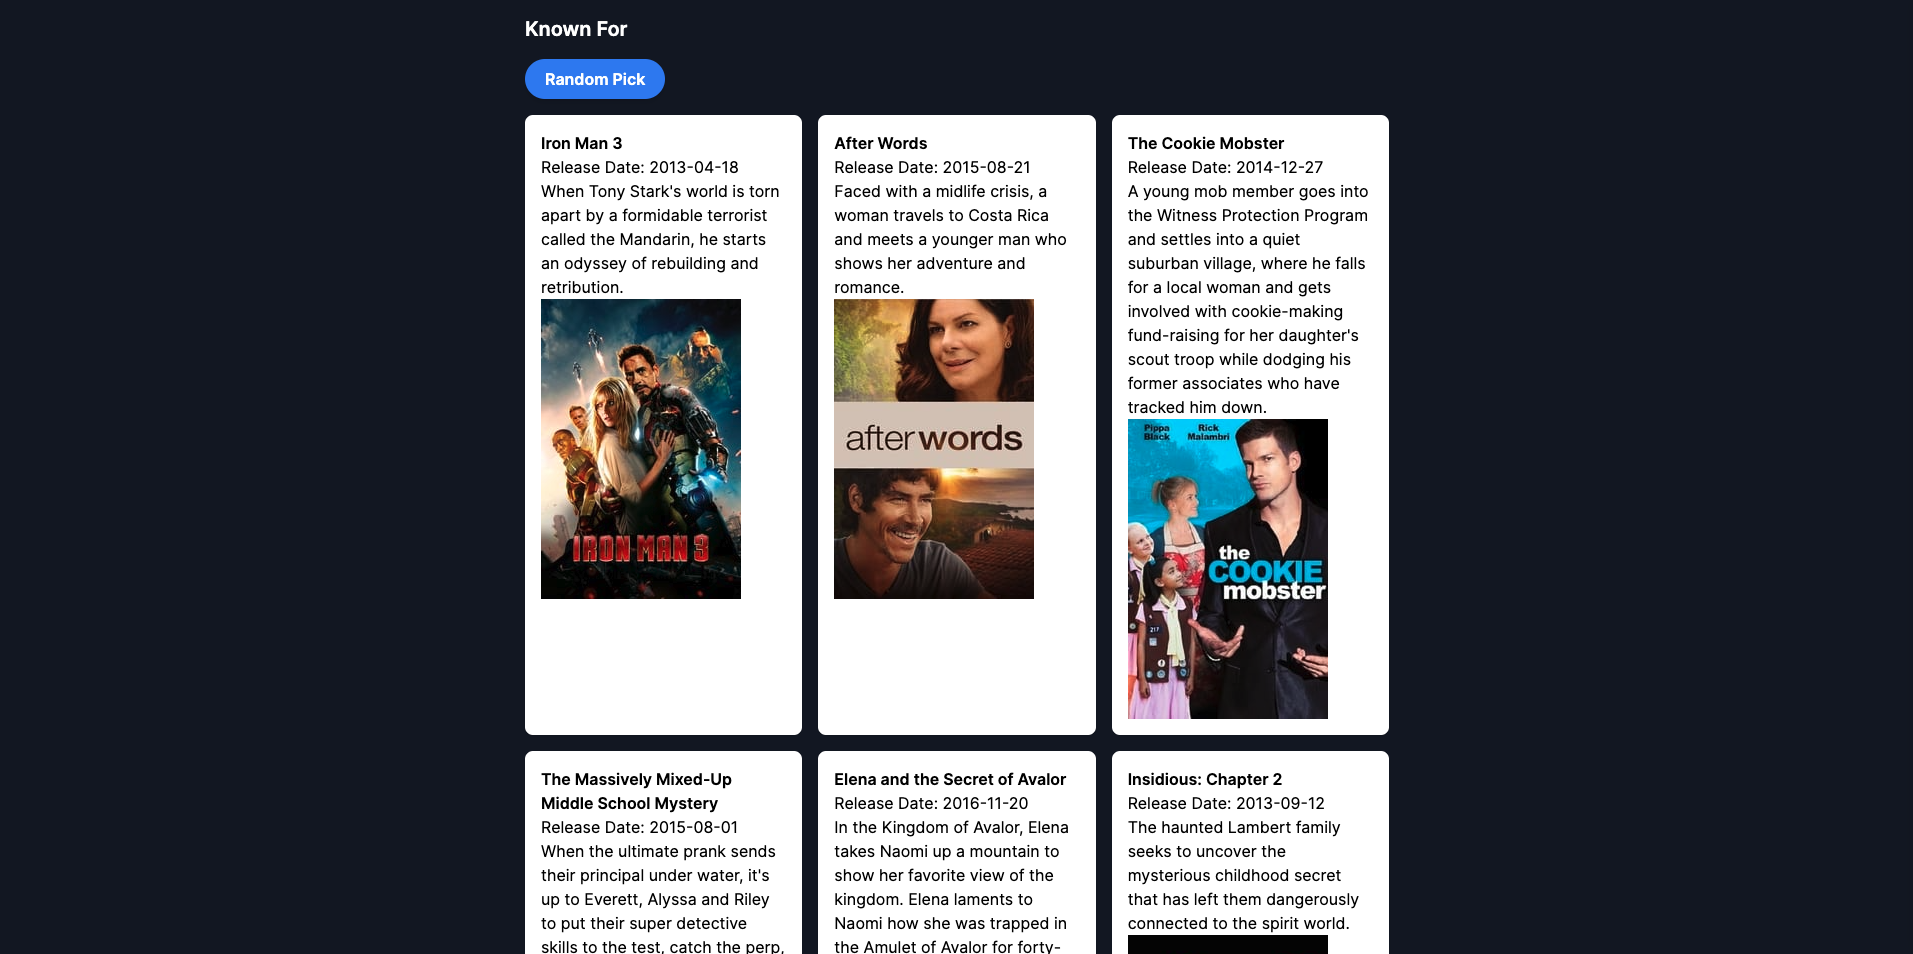 Known For
Random Pick
Iron Man 3
Release Date: 2013-04-18
When Tony Stark's world is torn
apart by a formidable terrorist
called the Mandarin, he starts
an odyssey of rebuilding and
retribution.
IRON MAN 3
After Words
Release Date: 2015-08-21
Faced with a midlife crisis, a
woman travels to Costa Rica
and meets a younger man who
shows her adventure and
romance.
afterwords
The Cookie Mobster
Release Date: 2014-12-27
A young mob member goes into
the Witness Protection Program
and settles into a quiet
suburban village, where he falls
for a local woman and gets
involved with cookie-making
fund-raising for her daughter's
scout troop while dodging his
former associates who have
tracked him down.
Pippa Rick
Black Malambri
the
COOKIE
mobster
217
The Massively Mixed-Up
Middle School Mystery
Release Date: 2015-08-01
When the ultimate prank sends
their principal under water, it's
up to Everett, Alyssa and Riley
to put their super detective
skills to the test, catch the perp,
Elena and the Secret of Avalor
Release Date: 2016-11-20
In the Kingdom of Avalor, Elena
takes Naomi up a mountain to
show her favorite view of the
kingdom. Elena laments to
Naomi how she was trapped in
the Amulet of Avalor for forty-
Insidious: Chapter 2
Release Date: 2013-09-12
The haunted Lambert family
seeks to uncover the
mysterious childhood secret
that has left them dangerously
connected to the spirit world.